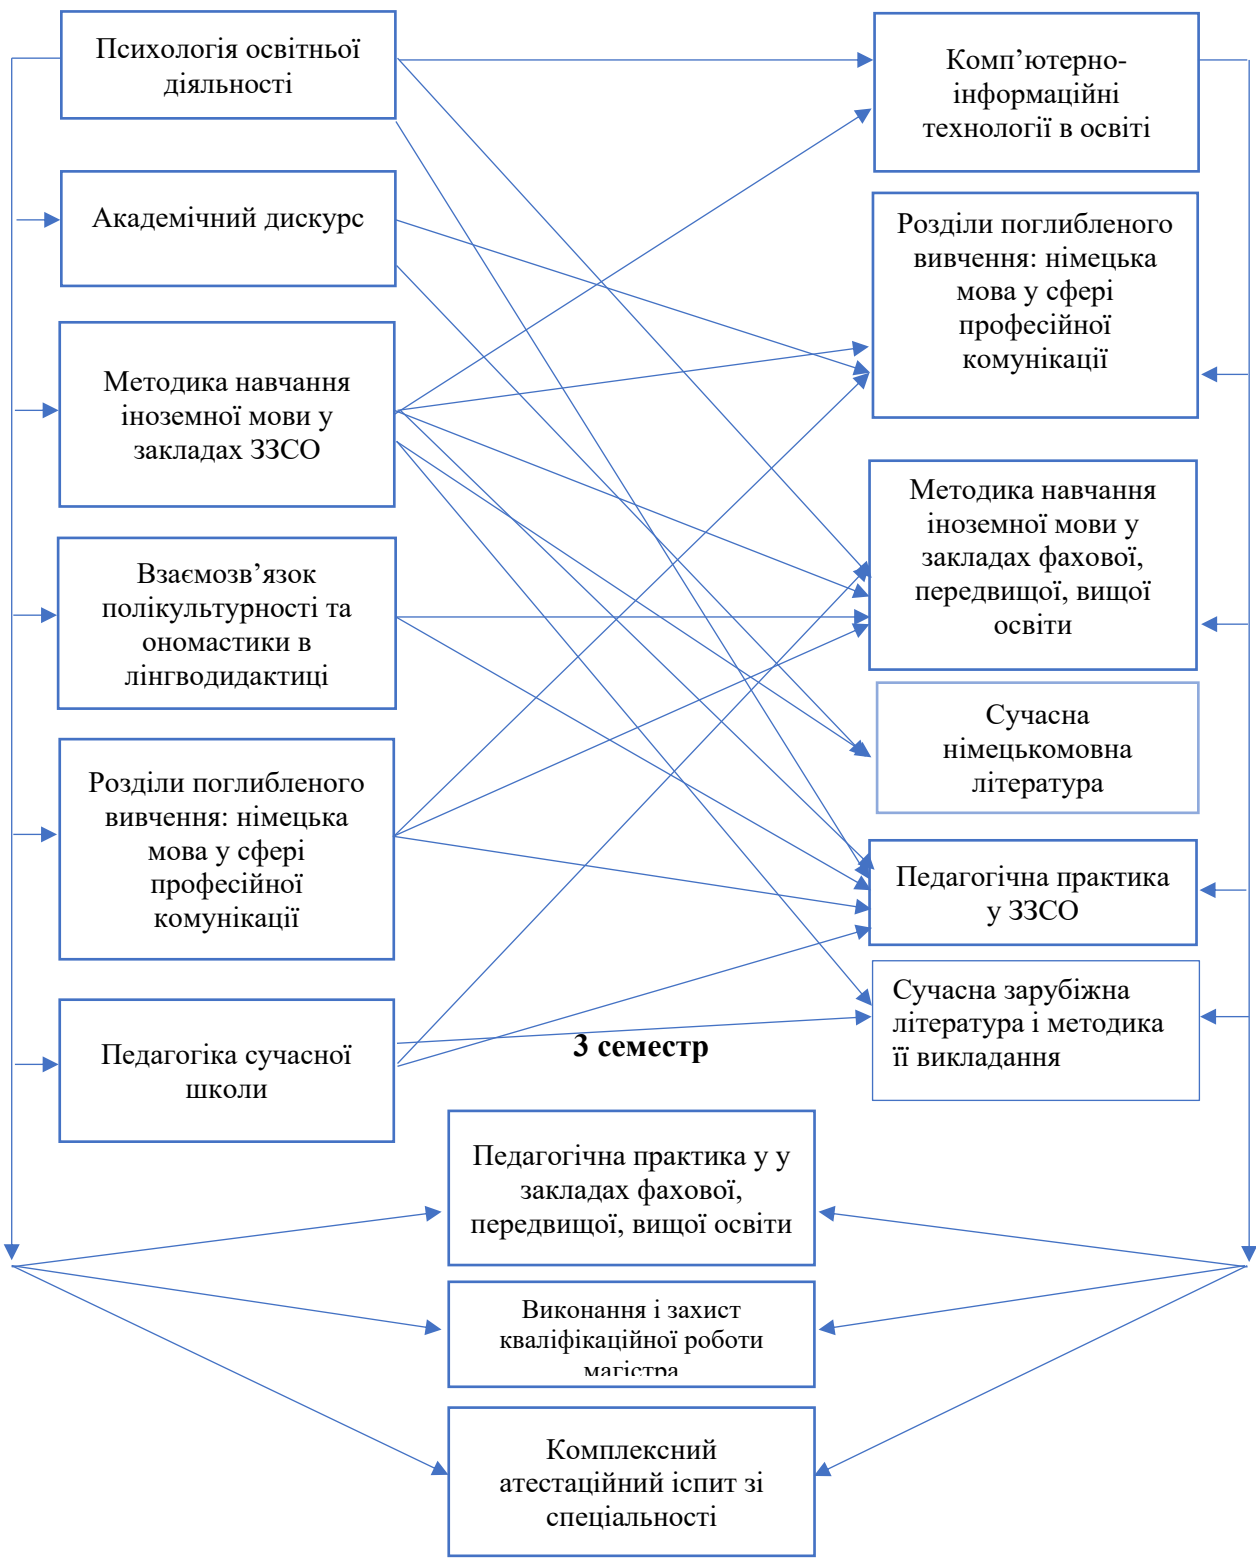 Психологія освітньої
діяльності
Академічний дискурс
Методика навчання
іноземної мови у
закладах ЗЗСО
Взаємозв’язок
полікультурності та
ономастики в
лінгводидактиці
Розділи поглибленого
вивчення: німецька
мова у сфері
професійної
комунікації
Педагогіка сучасної
школи
Комп’ютерно-
інформаційні
технології в освіті
Розділи поглибленого
вивчення: німецька
мова у сфері
професійної
комунікації
Методика навчання
іноземної мови у
закладах фахової,
передвищої, вищої
освіти
Сучасна
німецькомовна
література
Педагогічна практика
у ЗЗСО
Сучасна зарубіжна
література і методика
її викладання
3 семестр
Педагогічна практика у у
закладах фахової,
передвищої, вищої освіти
Виконання і захист
кваліфікаційної роботи
магістра
Комплексний
атестаційний іспит зі
спеціальності